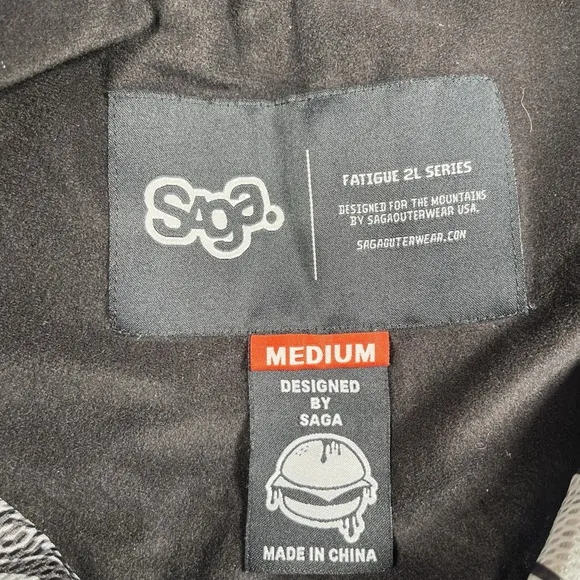 Saga.
FATIGUE 2L SERIES
DESIGNED FOR THE MOUNTAINS
BY SAGAOUTERWEAR USA.
SAGAOUTERWEAR.COM
MEDIUM
DESIGNED
BY
SAGA
MADE IN CHINA